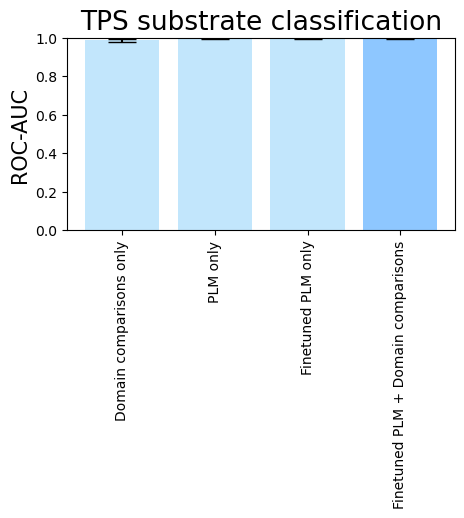 TPS substrate classification
ROC-AUC
1.0
0.8
0.6
0.4
0.2
0.0
Domain comparisons only
PLM only
Finetuned PLM only
Finetuned PLM + Domain comparisons